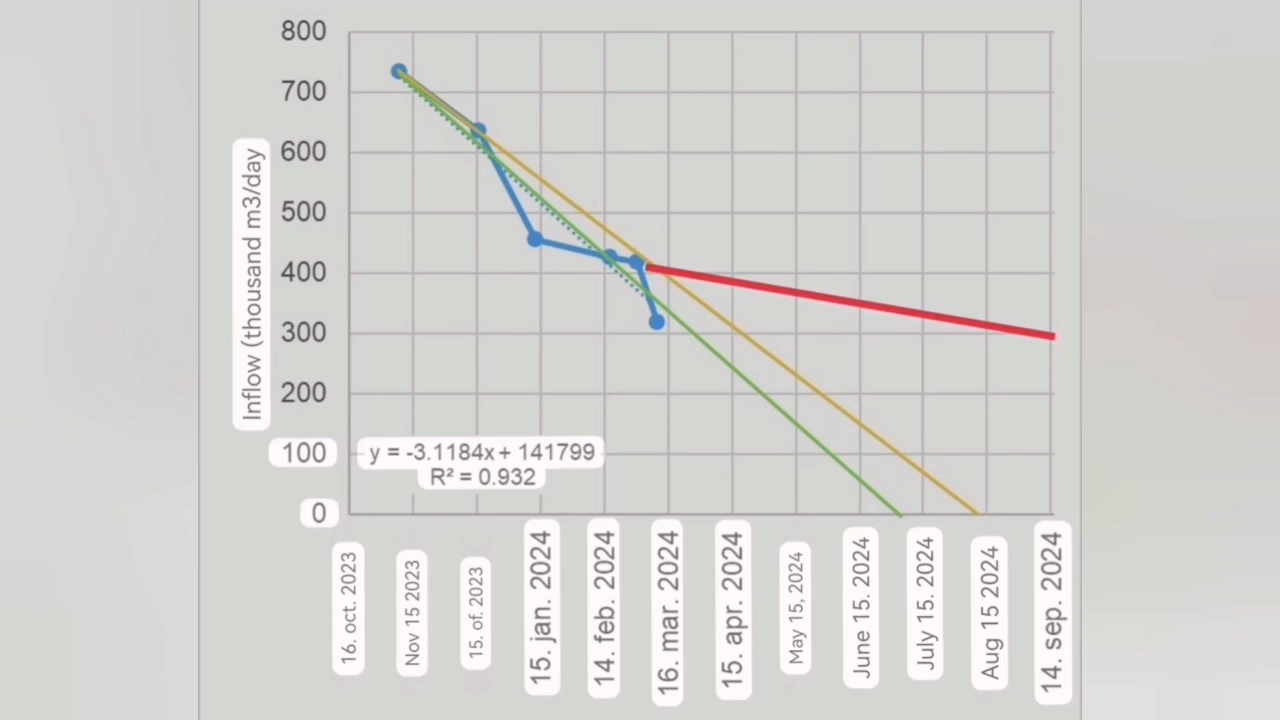 800
700
600
500
400
300
200
100
0
Inflow (thousand m3/day
y = -3.1184x + 141799
R² = 0.932
16. oct. 2023
Nov 15 2023
15. of. 2023
15. jan. 2024
14. feb. 2024
16. mar. 2024
15. apr. 2024
May 15, 2024
June 15. 2024
July 15. 2024
Aug 15 2024
14. sep. 2024